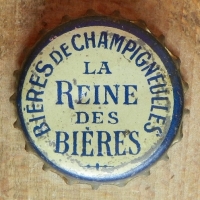 BIÈRES DE CHAMPIGNEULLES
LA
REINE
DES
BIÈRES